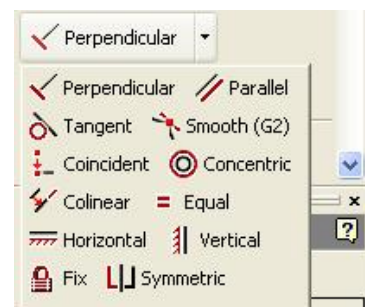 Perpendicular
Perpendicular Parallel
Tangent Smooth (G2)
Coincident Concentric
Colinear Equal
Horizontal Vertical
Fix Symmetric